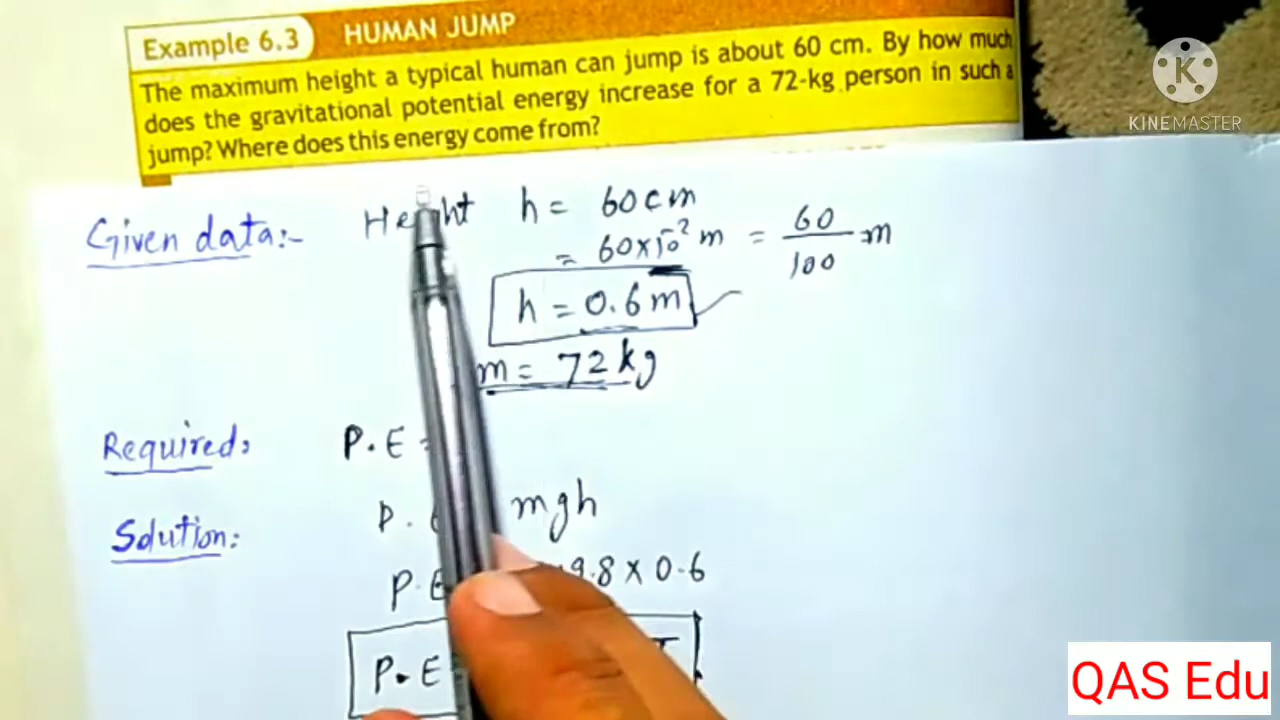 Example 6.3 HUMAN JUMP
The maximum height a typical human can jump is about 60 cm. By how much
does the gravitational potential energy increase for a 72-kg person in such a
jump? Where does this energy come from?
KINEMASTER
Given data:- h = 60cm
= 60×10⁻² m = 60/100 m
h = 0.6 m
m = 72 kg
Required: P.E =
Solution: P. mgh
P.E 9.8 × 0.6
P.E
QAS Edu